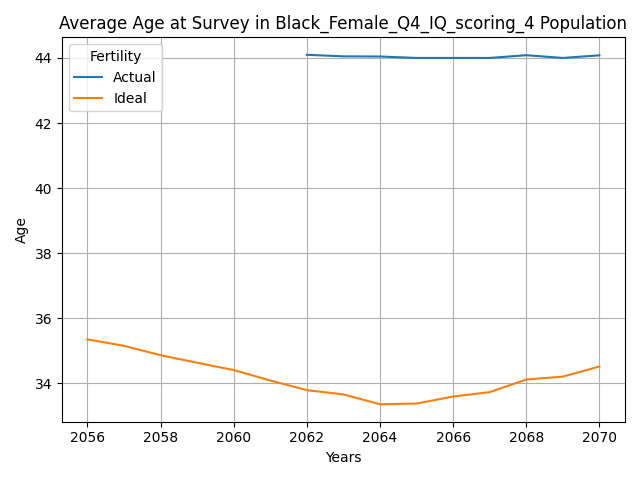 Average Age at Survey in Black_Female_Q4_IQ_scoring_4 Population
Fertility
Actual
Ideal
44
42
40
38
36
34
Age
2056 2058 2060 2062 2064 2066 2068 2070
Years